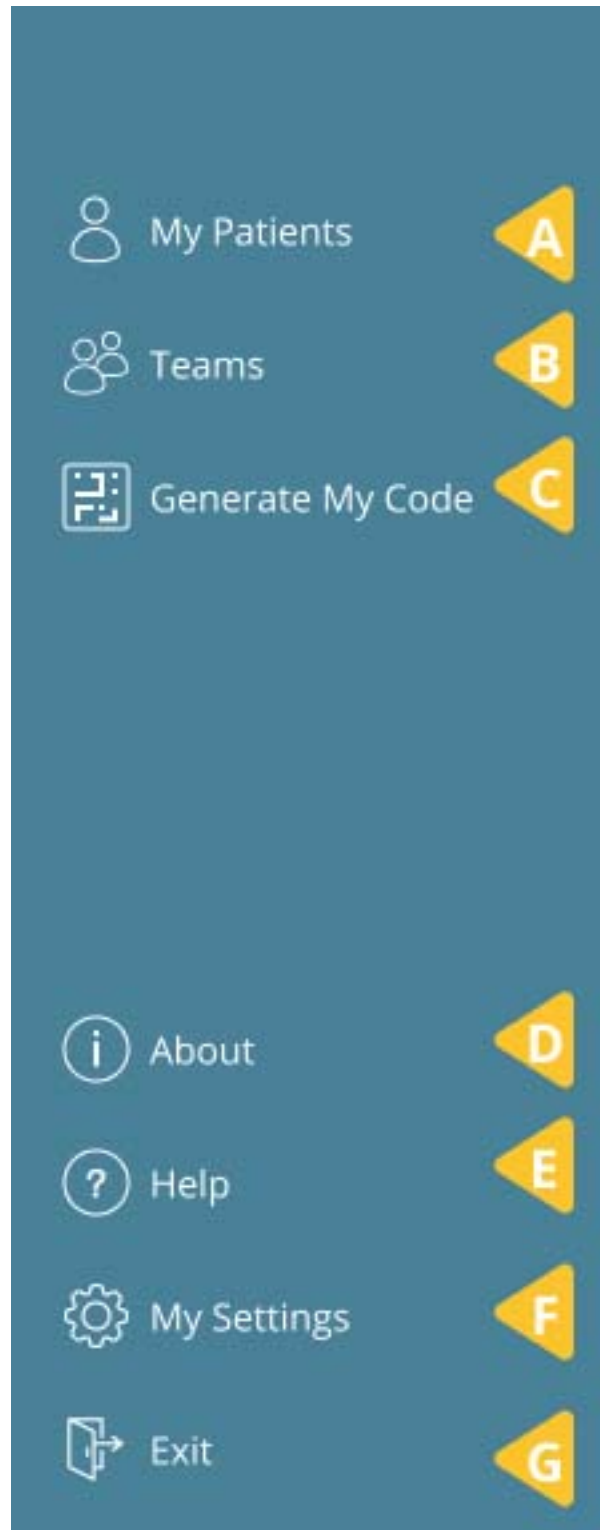 My Patients A
Teams B
Generate My Code C
i About D
? Help E
My Settings F
Exit G